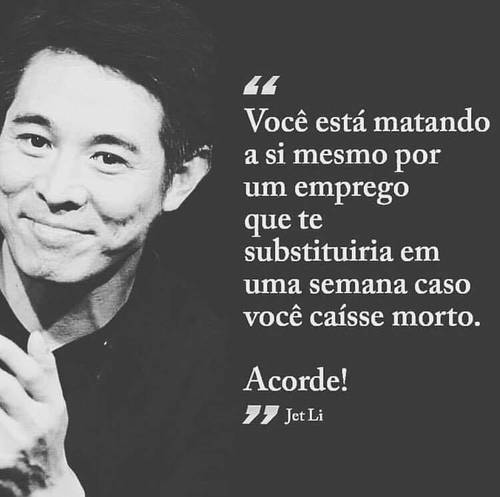 “
Você está matando
a si mesmo por
um emprego
que te
substituiria em
uma semana caso
você caísse morto.
Acorde!
” Jet Li